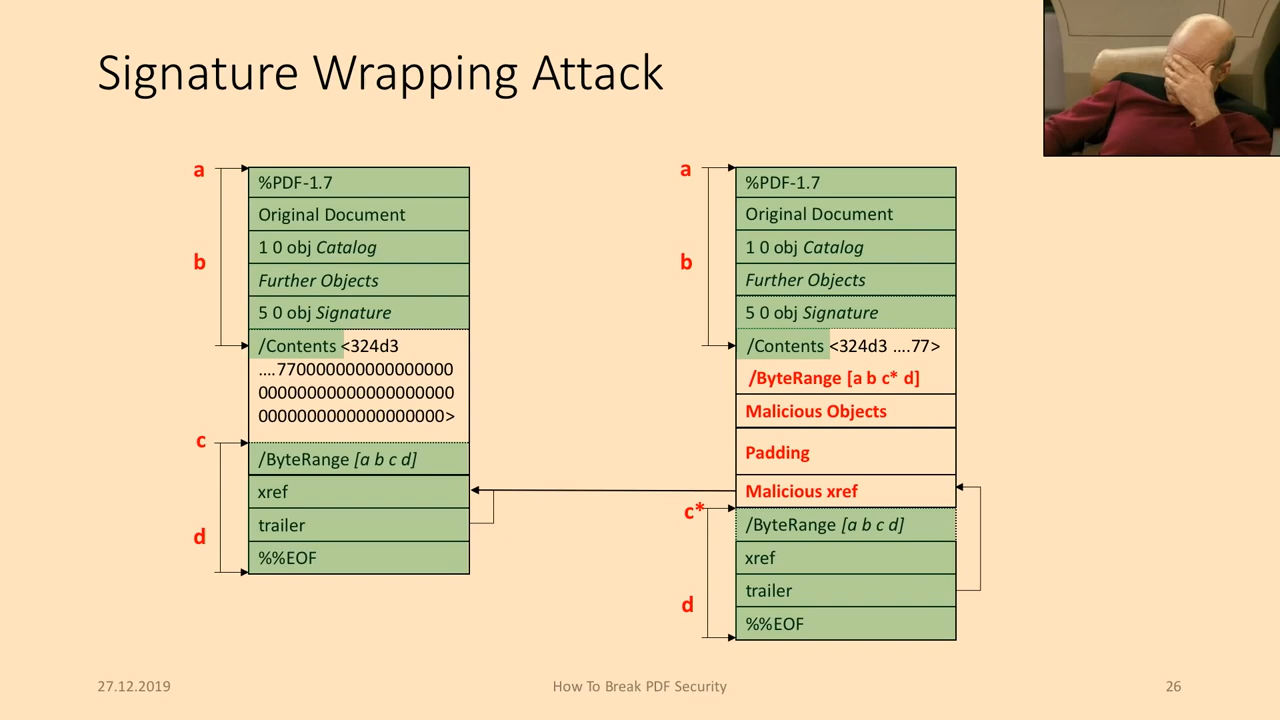 Signature Wrapping Attack
a
%PDF-1.7
Original Document
b
1 0 obj Catalog
Further Objects
5 0 obj Signature
/Contents <324d3
....7700000000000000000
00000000000000000000000
0000000000000000000000>
c
/ByteRange [a b c d]
xref
trailer
d
%%EOF
a
%PDF-1.7
Original Document
b
1 0 obj Catalog
Further Objects
5 0 obj Signature
/Contents <324d3 ....77>
/ByteRange [a b c* d]
Malicious Objects
Padding
Malicious xref
c*
/ByteRange [a b c d]
xref
trailer
d
%%EOF
27.12.2019
How To Break PDF Security
26